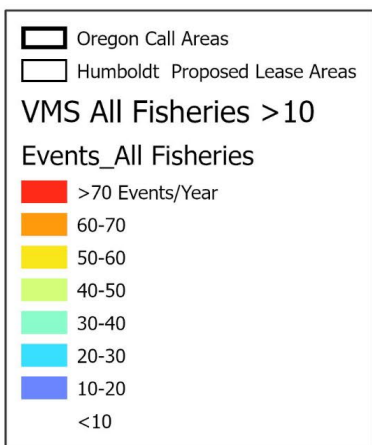 Oregon Call Areas
Humboldt Proposed Lease Areas
VMS All Fisheries >10
Events_All Fisheries
>70 Events/Year
60-70
50-60
40-50
30-40
20-30
10-20
<10